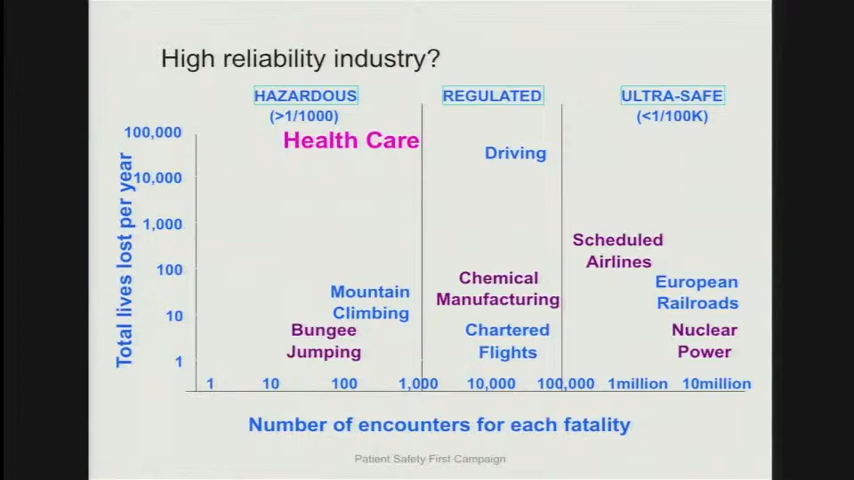 High reliability industry?
HAZARDOUS
(>1/1000)
REGULATED
ULTRA-SAFE
(<1/100K)
Total lives lost per year
100,000
10,000
1,000
100
10
1
Health Care
Driving
Scheduled
Airlines
Chemical
Manufacturing
European
Railroads
Mountain
Climbing
Bungee
Jumping
Chartered
Flights
Nuclear
Power
1 10 100 1,000 10,000 100,000 1million 10million
Number of encounters for each fatality
Patient Safety First Campaign